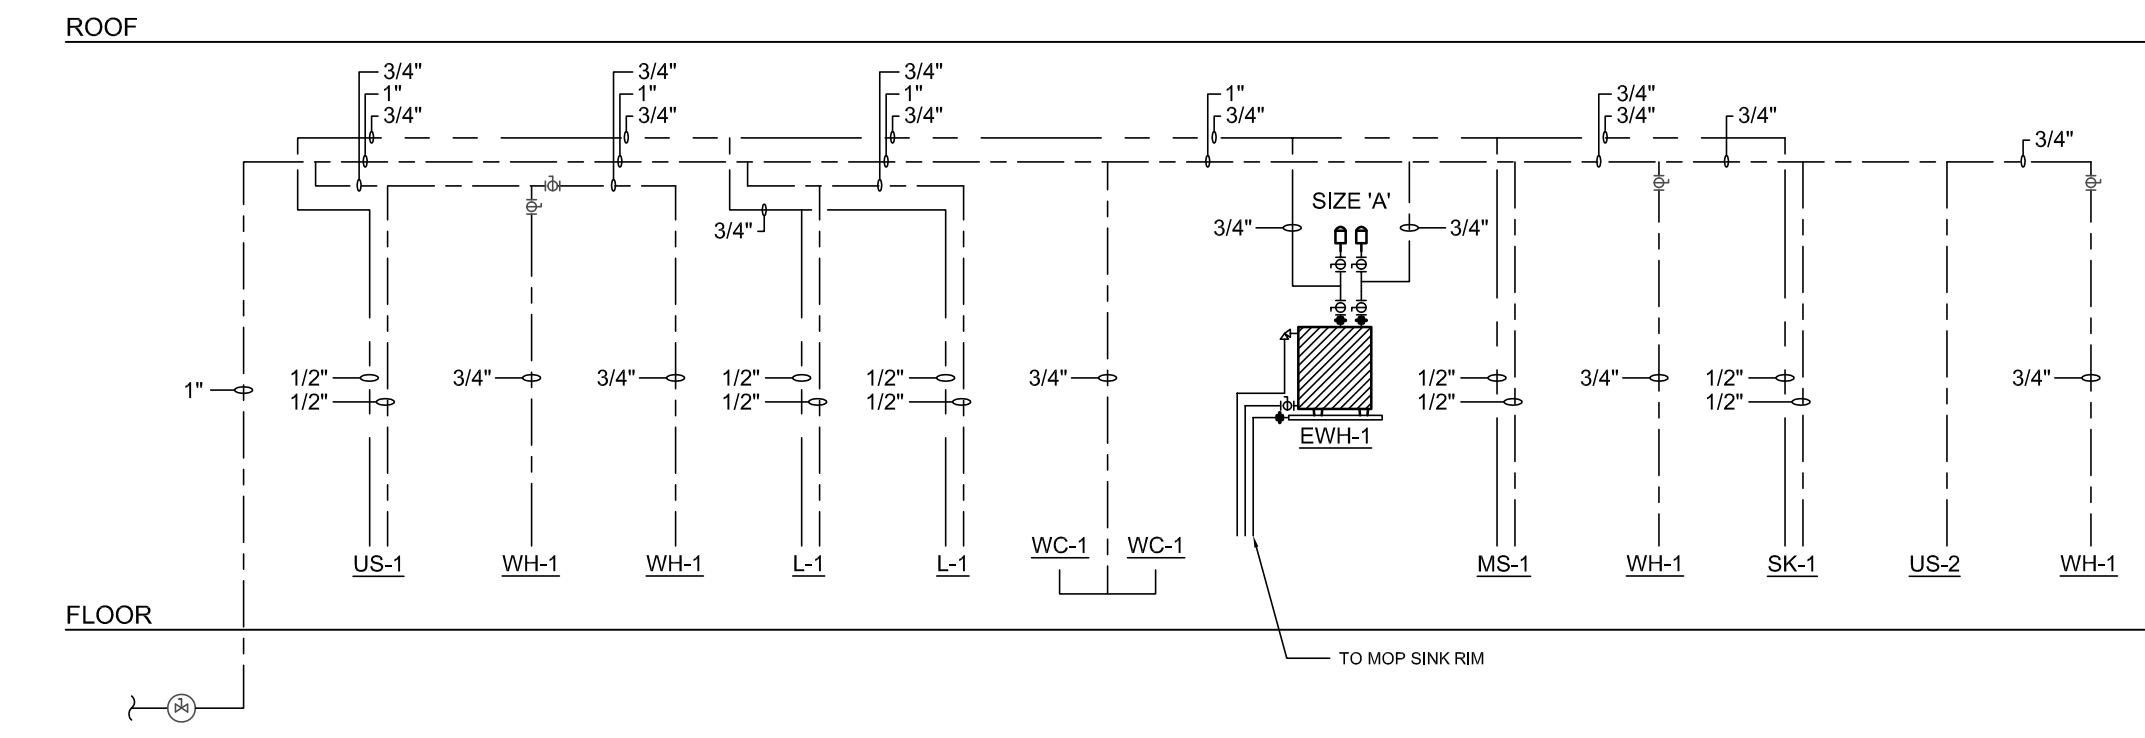 ROOF
3/4" 3/4" 3/4"
1" 1" 1" 1" 3/4"
3/4" 3/4" 3/4" 3/4" 3/4" 3/4"
3/4"
SIZE 'A'
3/4" 3/4" 3/4"
1/2" 3/4" 3/4" 1/2" 1/2" 3/4" 1/2" 3/4" 1/2" 3/4"
1"
1/2" 1/2" 1/2" 1/2" 1/2"
EWH-1
WC-1 WC-1
US-1 WH-1 WH-1 L-1 L-1 MS-1 WH-1 SK-1 US-2 WH-1
FLOOR
TO MOP SINK RIM